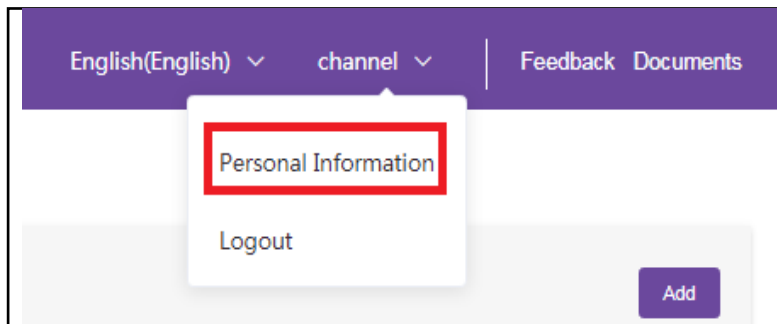 English(English) channel Feedback Documents
Personal Information
Logout
Add